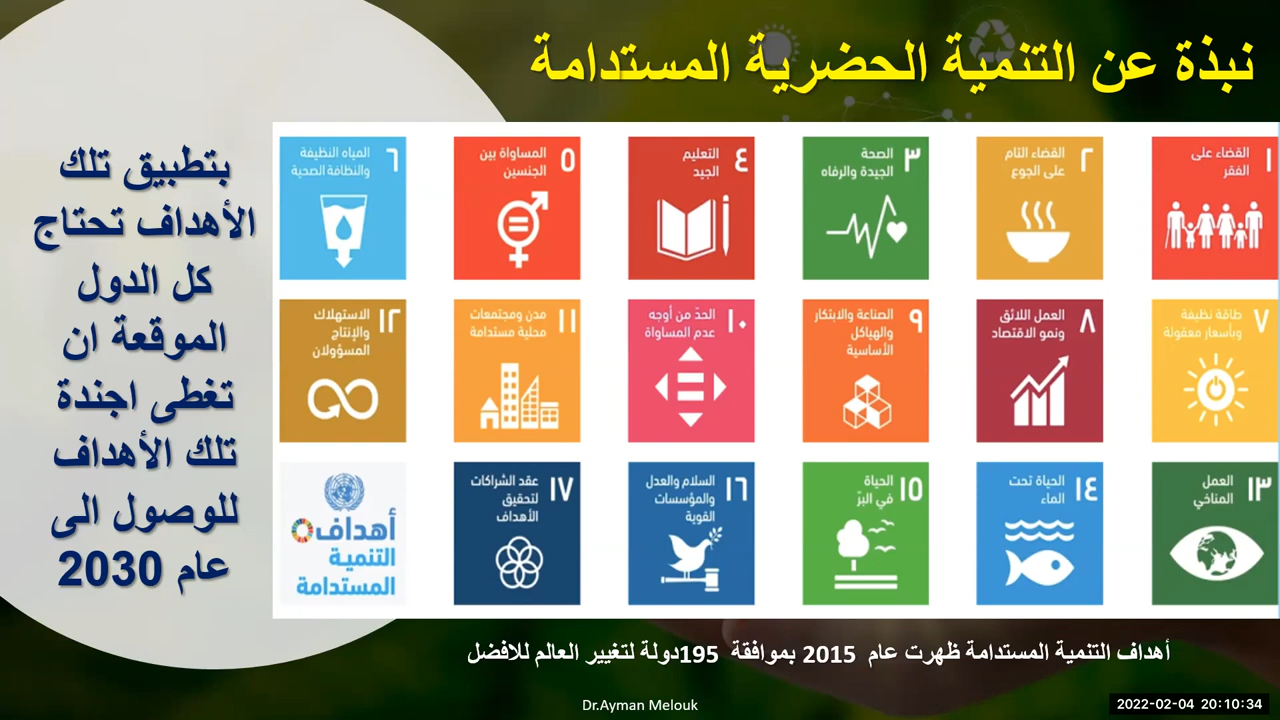 نبذة عن التنمية الحضرية المستدامة
بتطبيق تلك
الأهداف تحتاج
كل الدول
الموقعة ان
تغطى اجندة
تلك الأهداف
للوصول الى
عام 2030
١
القضاء على
الفقر
٢
القضاء التام
على الجوع
٣
الصحة
الجيدة والرفاه
٤
التعليم
الجيد
٥
المساواة بين
الجنسين
٦
المياه النظيفة
والنظافة الصحية
٧
طاقة نظيفة
وبأسعار معقولة
٨
العمل اللائق
ونمو الاقتصاد
٩
الصناعة والابتكار
والهياكل
الأساسية
١٠
الحدّ من أوجه
عدم المساواة
١١
مدن ومجتمعات
محلية مستدامة
١٢
الاستهلاك
والإنتاج
المسؤولان
١٣
العمل
المناخي
١٤
الحياة تحت
الماء
١٥
الحياة
في البرّ
١٦
السلام والعدل
والمؤسسات
القوية
١٧
عقد الشراكات
لتحقيق
الأهداف
أهداف
التنمية
المستدامة
أهداف التنمية المستدامة ظهرت عام 2015 بموافقة 195دولة لتغيير العالم للافضل
Dr.Ayman Melouk
2022-02-04 20:10:34